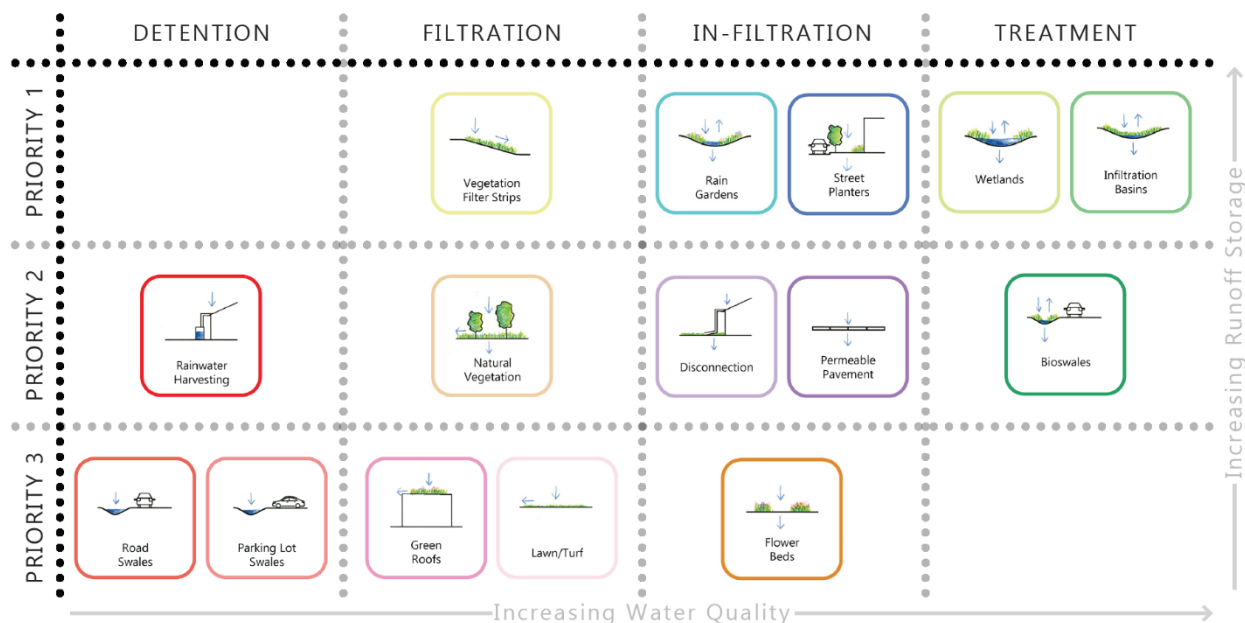 DETENTION
FILTRATION
IN-FILTRATION
TREATMENT
PRIORITY 1
Vegetation
Filter Strips
Rain
Gardens
Street
Planters
Wetlands
Infiltration
Basins
PRIORITY 2
Rainwater
Harvesting
Natural
Vegetation
Disconnection
Permeable
Pavement
Bioswales
PRIORITY 3
Road
Swales
Parking Lot
Swales
Green
Roofs
Lawn/Turf
Flower
Beds
Increasing Runoff Storage
Increasing Water Quality